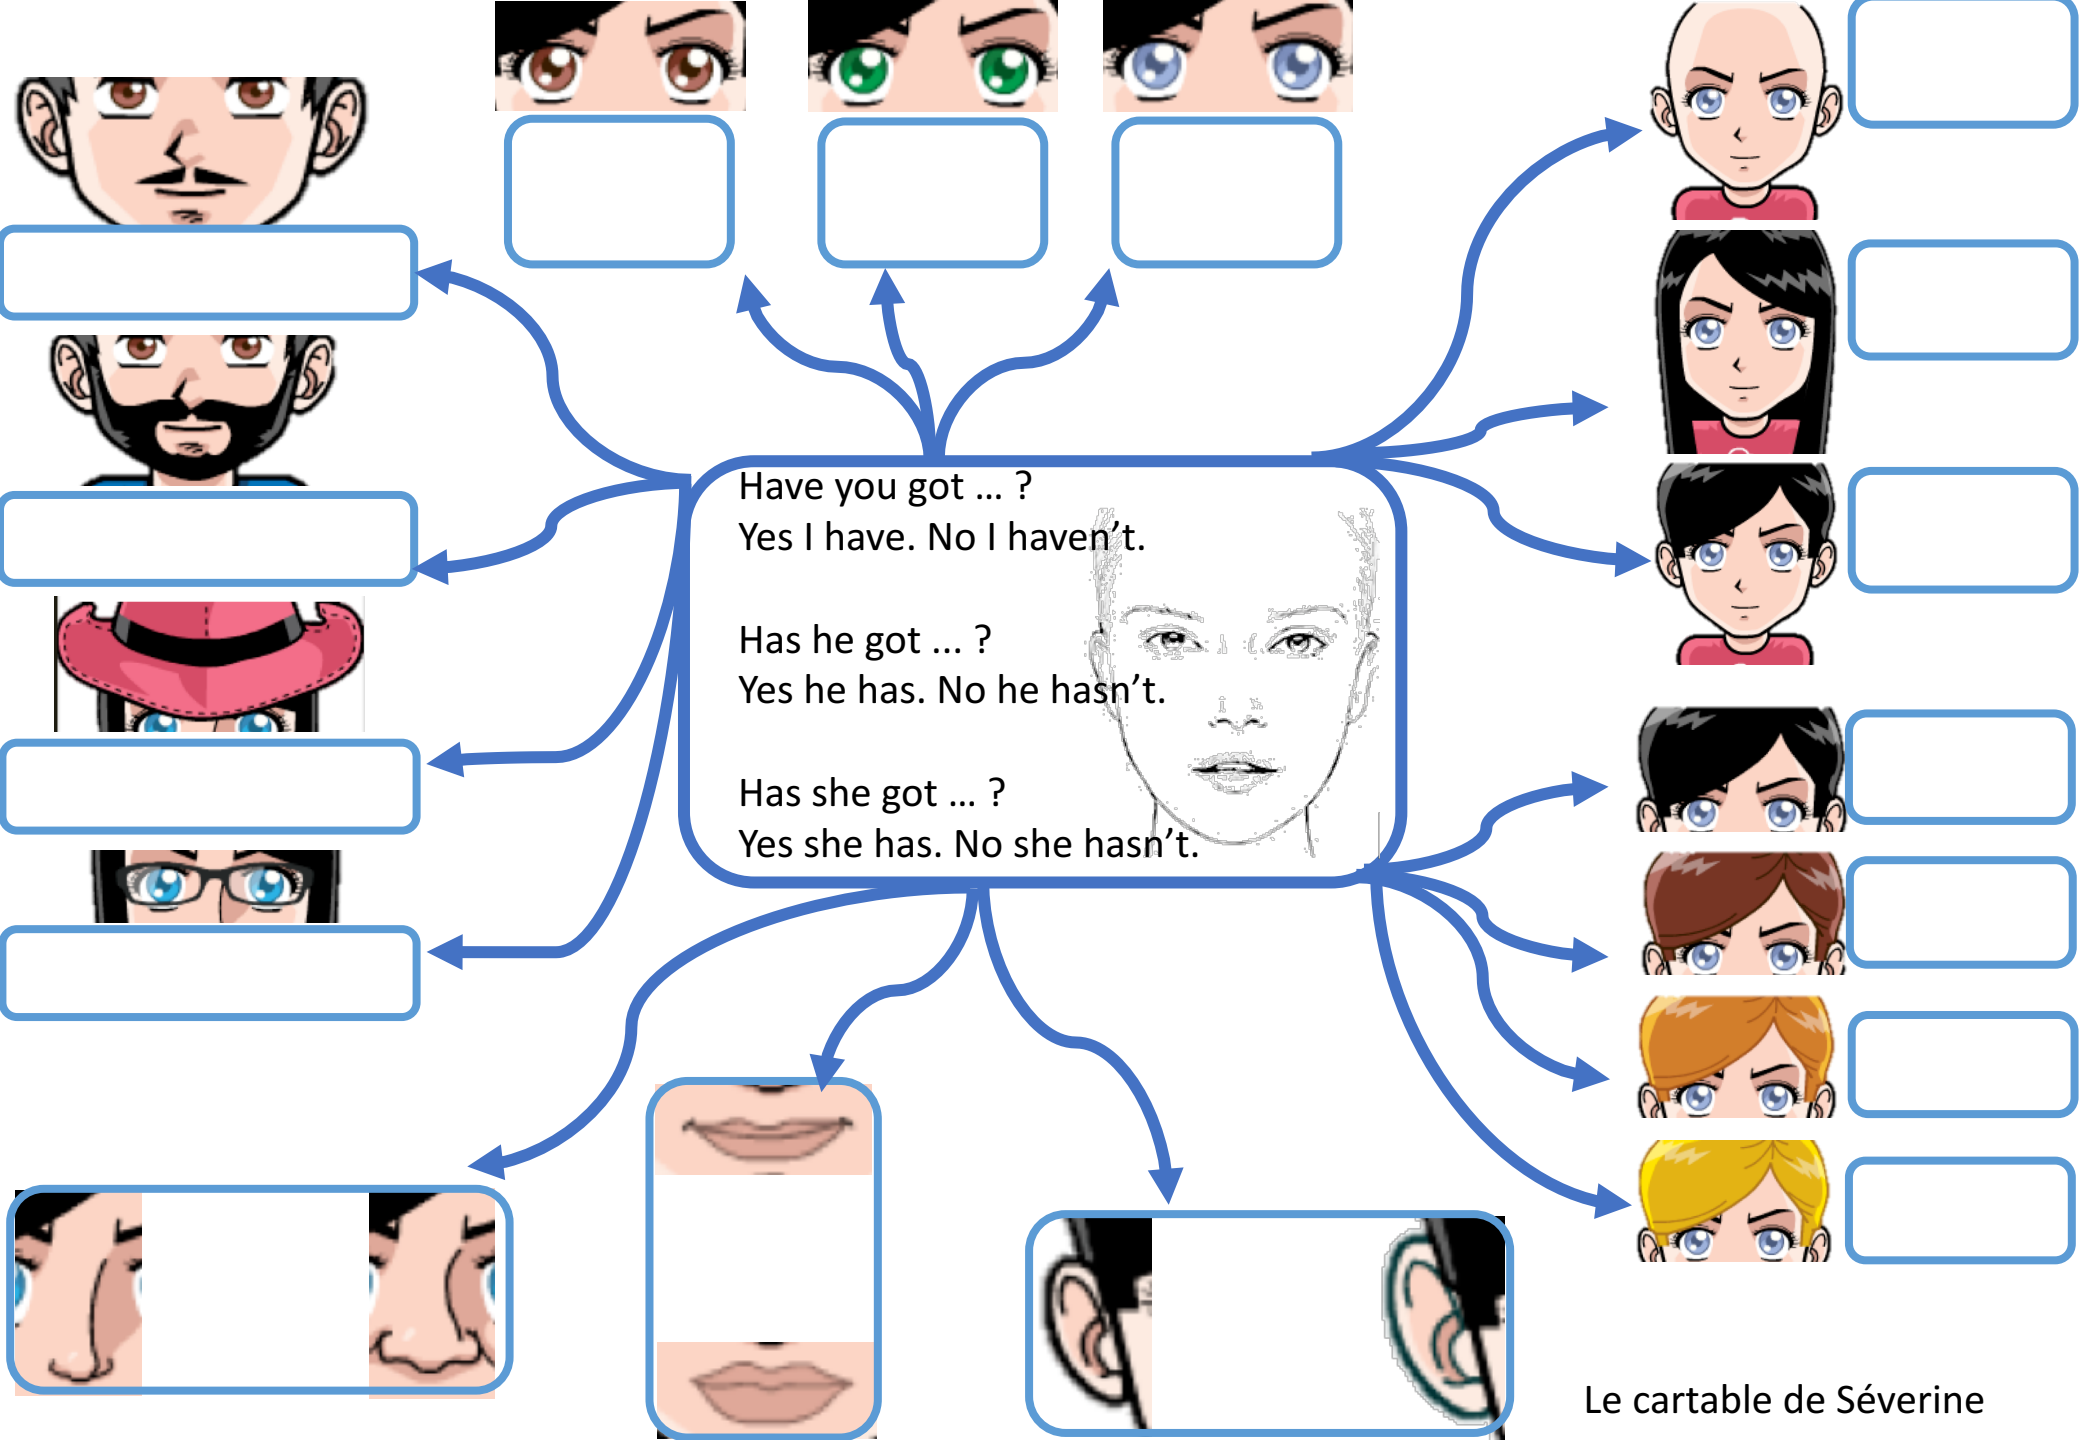 Have you got ... ?
Yes I have. No I haven’t.
Has he got ... ?
Yes he has. No he hasn’t.
Has she got ... ?
Yes she has. No she hasn’t.
Le cartable de Séverine